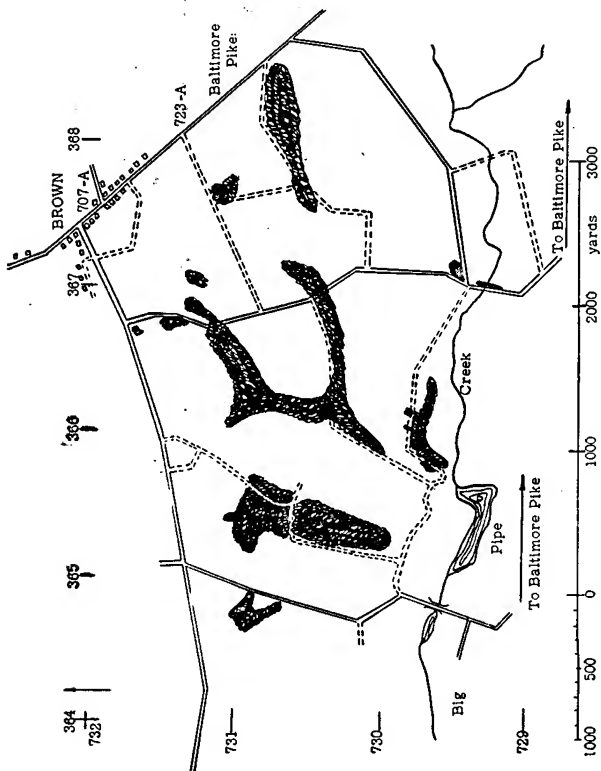 BROWN
707-A
723-A
Baltimore
Pike:
368
367
366
365
364
732
731
730
729
Big
Pipe
Creek
To Baltimore Pike
To Baltimore Pike
1000
500
0
1000
2000
yards
3000